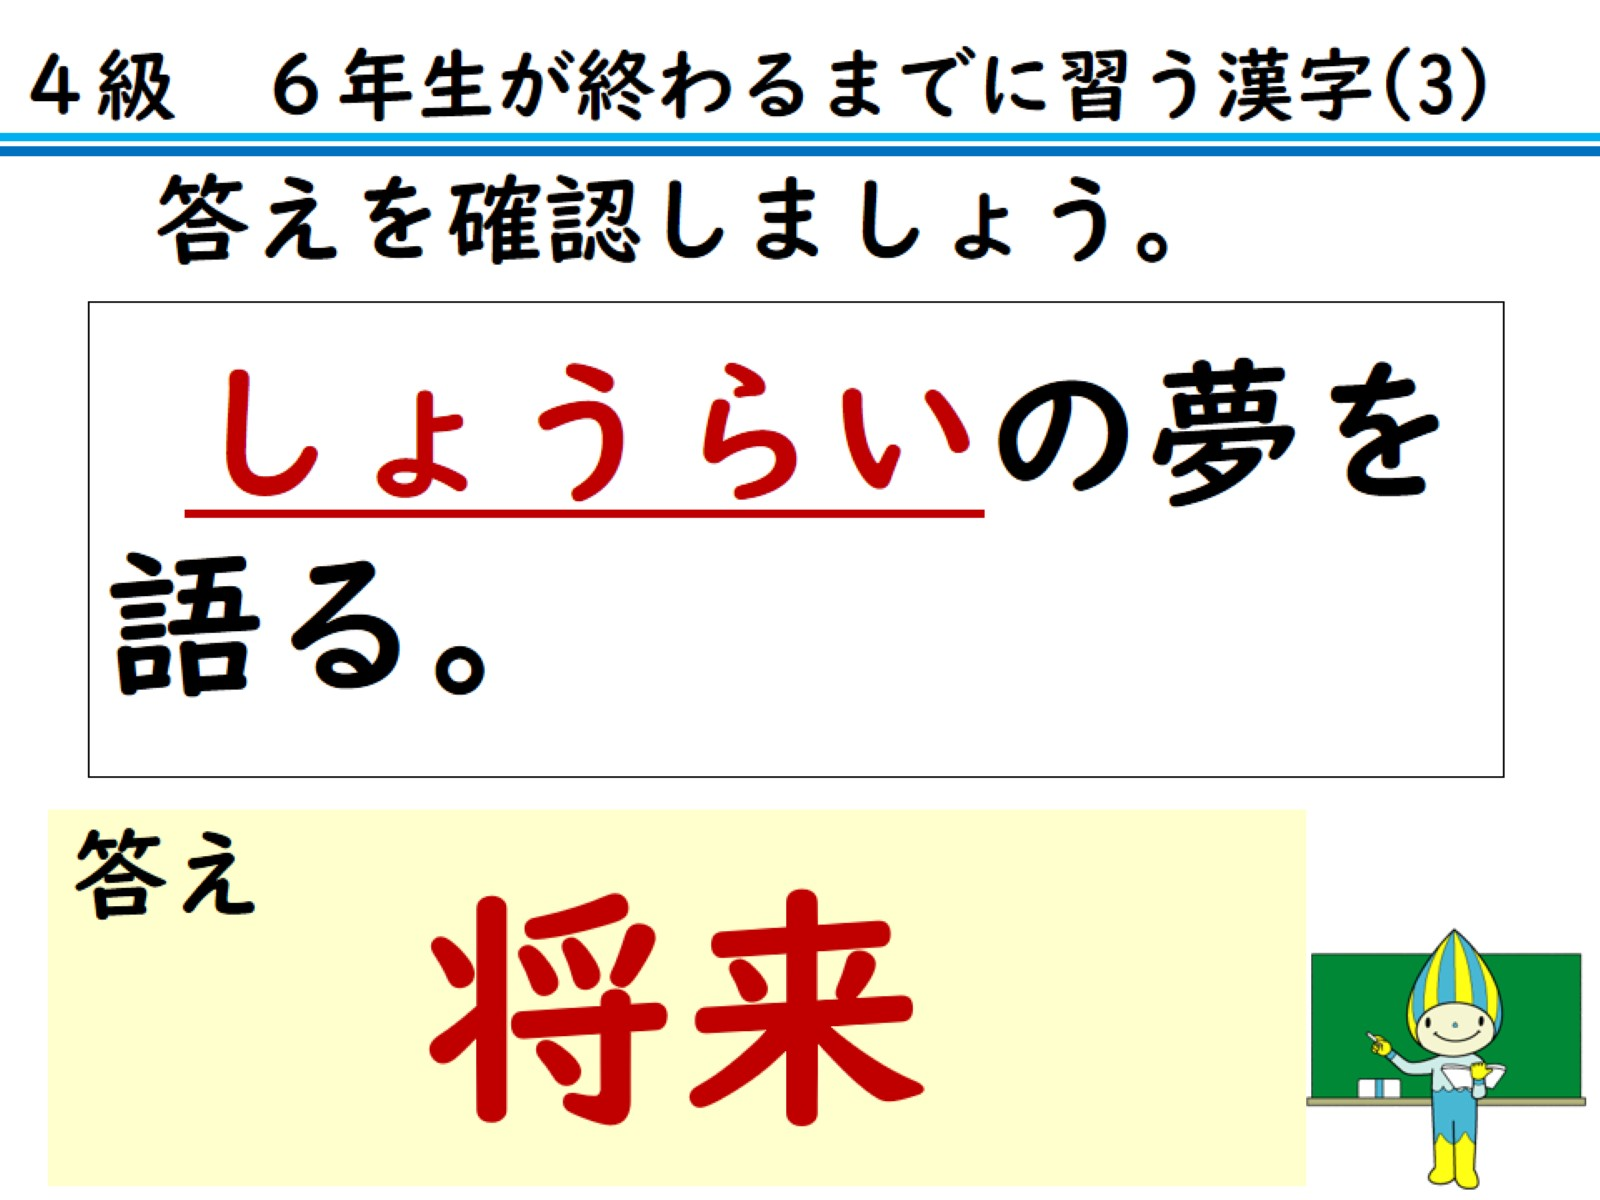 ４級　６年生が終わるまでに習う漢字(3)
答えを確認しましょう。
しょうらいの夢を
語る。
答え
将来